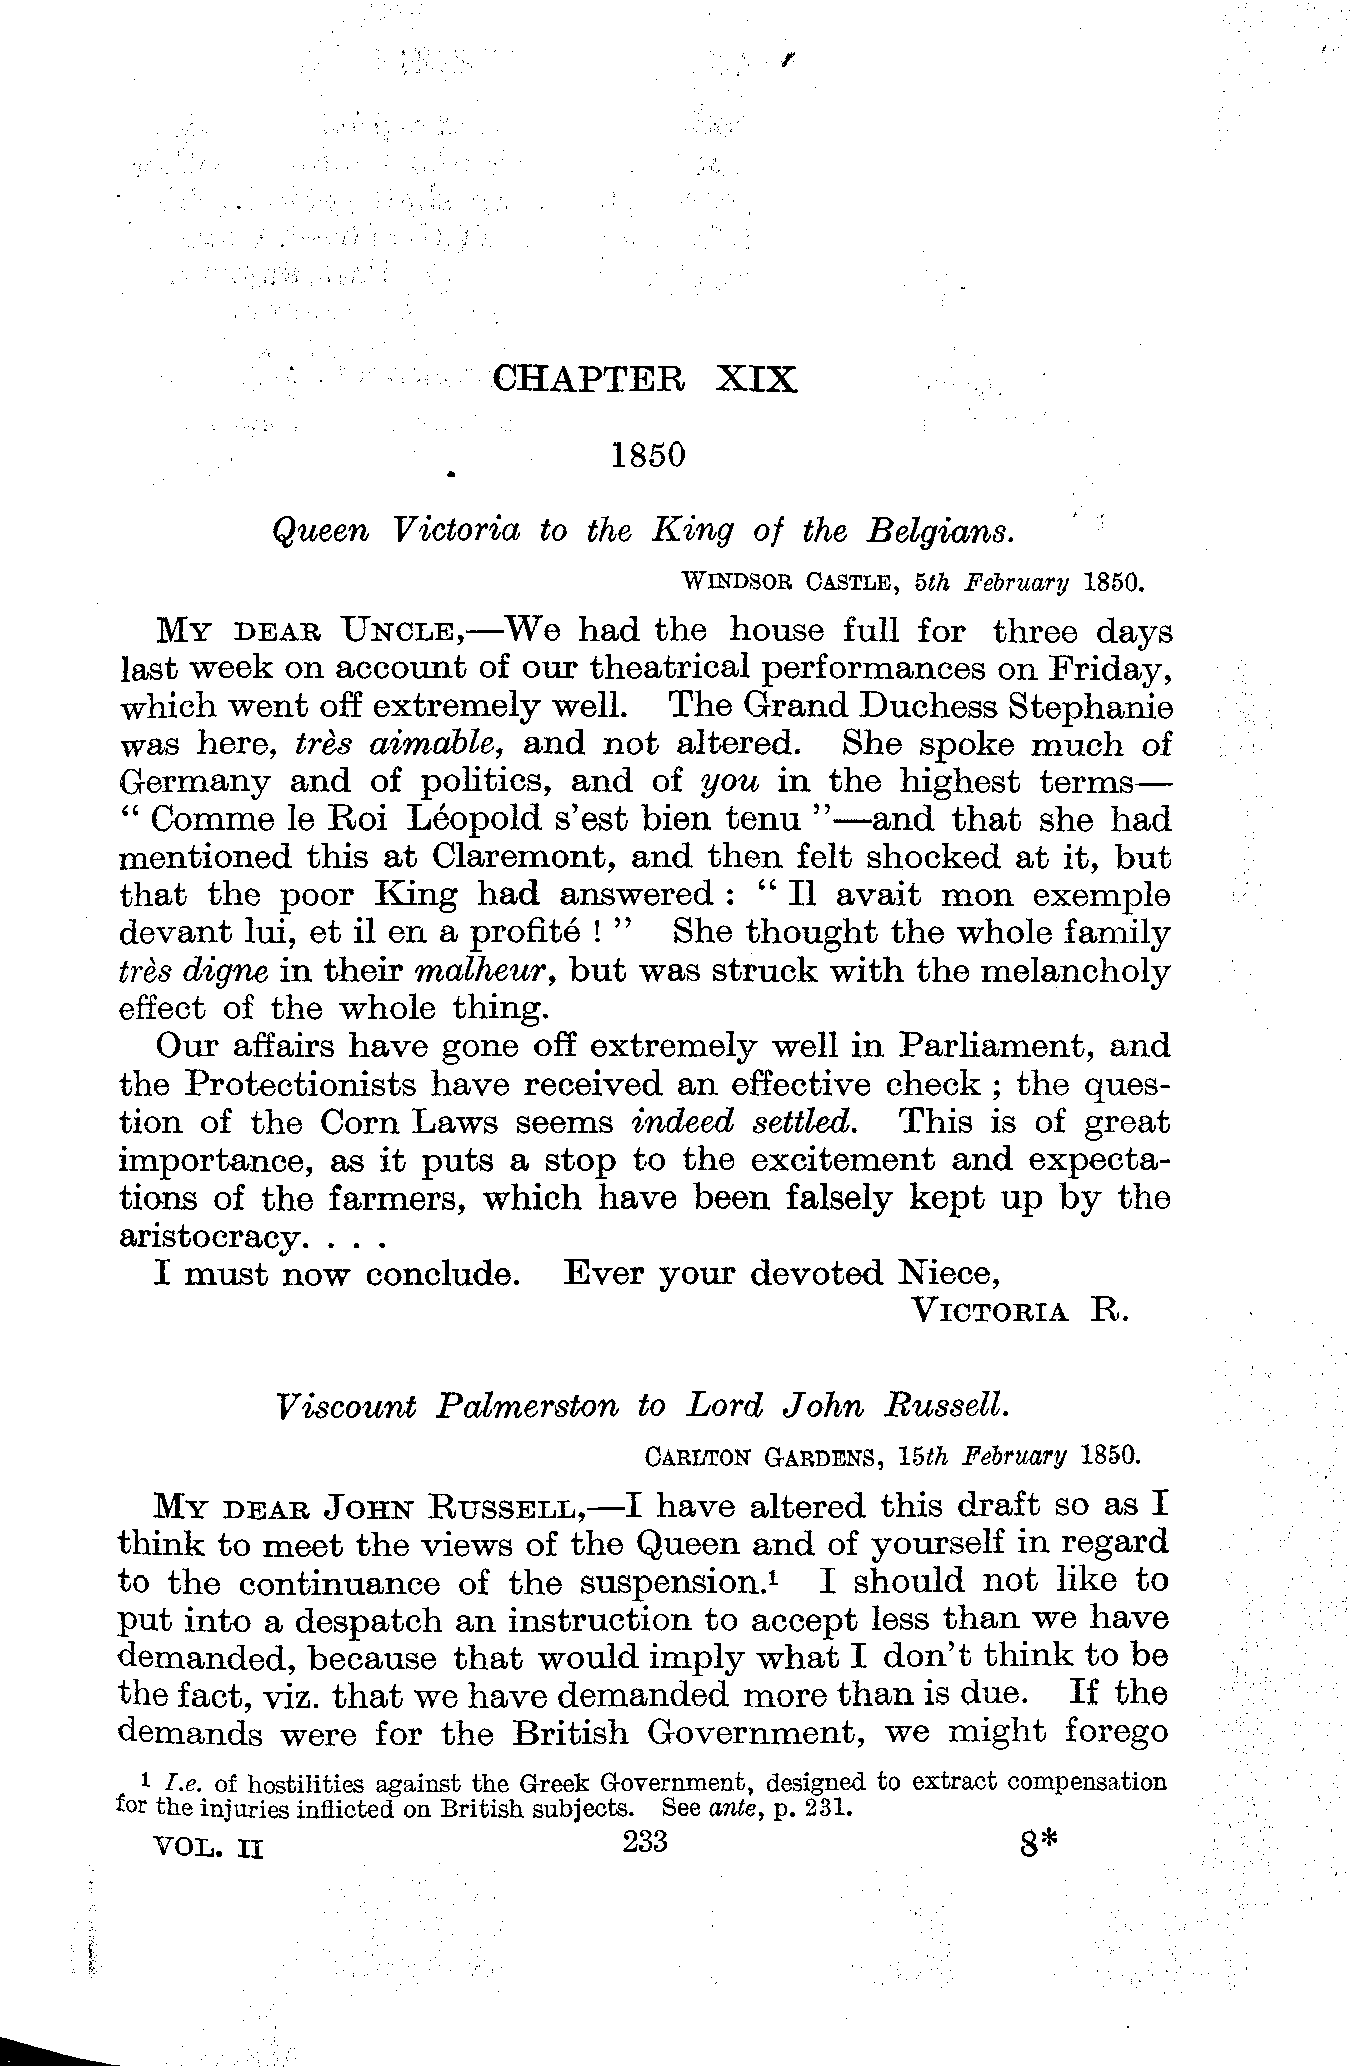 CHAPTER XIX
1850
Queen Victoria to the King of the Belgians.
WINDSOR CASTLE, 5th February 1850.
MY DEAR UNCLE,—We had the house full for three days
last week on account of our theatrical performances on Friday,
which went off extremely well. The Grand Duchess Stephanie
was here, très aimable, and not altered. She spoke much of
Germany and of politics, and of you in the highest terms—
“ Comme le Roi Léopold s’est bien tenu ”—and that she had
mentioned this at Claremont, and then felt shocked at it, but
that the poor King had answered : “ Il avait mon exemple
devant lui, et il en a profité ! ” She thought the whole family
très digne in their malheur, but was struck with the melancholy
effect of the whole thing.
Our affairs have gone off extremely well in Parliament, and
the Protectionists have received an effective check ; the ques-
tion of the Corn Laws seems indeed settled. This is of great
importance, as it puts a stop to the excitement and expecta-
tions of the farmers, which have been falsely kept up by the
aristocracy. . . .
I must now conclude. Ever your devoted Niece,
VICTORIA R.
Viscount Palmerston to Lord John Russell.
CARLTON GARDENS, 15th February 1850.
MY DEAR JOHN RUSSELL,—I have altered this draft so as I
think to meet the views of the Queen and of yourself in regard
to the continuance of the suspension.¹ I should not like to
put into a despatch an instruction to accept less than we have
demanded, because that would imply what I don’t think to be
the fact, viz. that we have demanded more than is due. If the
demands were for the British Government, we might forego
¹ I.e. of hostilities against the Greek Government, designed to extract compensation
for the injuries inflicted on British subjects. See ante, p. 231.
VOL. II 233 8*